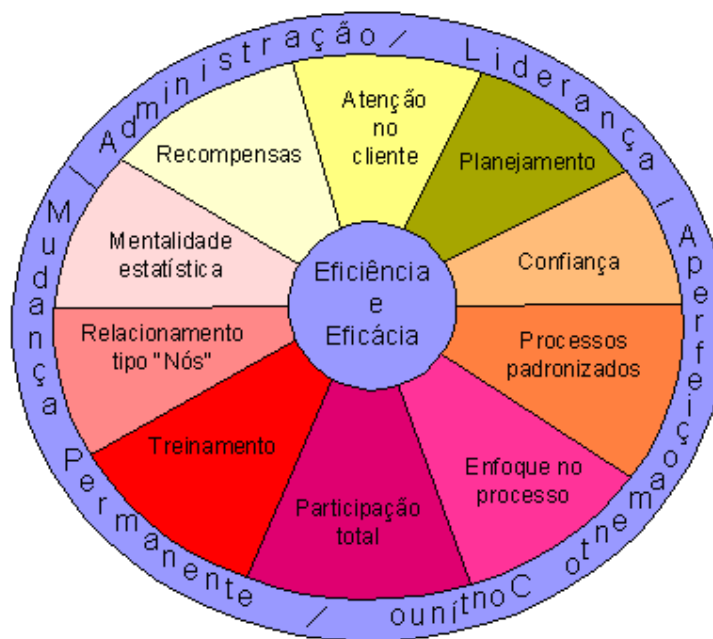 Administração / Liderança / Aperfeiçoamento Contínuo / Permanente Mudança /
Atenção
no
cliente
Planejamento
Confiança
Processos
padronizados
Enfoque no
processo
Participação
total
Treinamento
Relacionamento
tipo "Nós"
Mentalidade
estatística
Recompensas
Eficiência
e
Eficácia